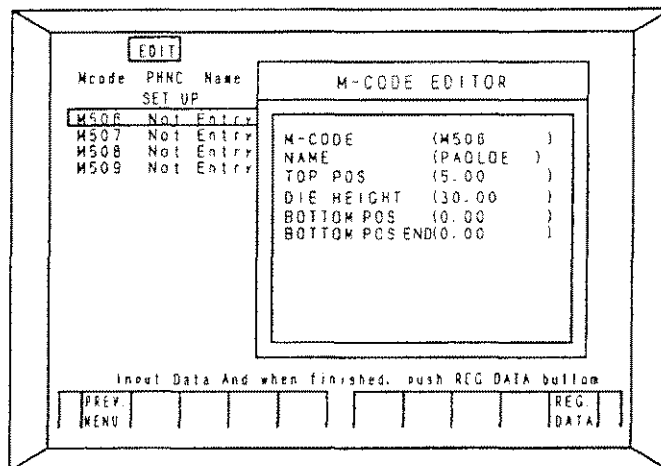 EDIT
Mcode PHNC Name
SET UP
M506 Not Entry
M507 Not Entry
M508 Not Entry
M509 Not Entry
M-CODE EDITOR
M-CODE (M506 )
NAME (PAOLOE )
TOP POS (5.00 )
DIE HEIGHT (30.00 )
BOTTOM POS (0.00 )
BOTTOM POS END(0.00 )
Input Data And when finished, push REG DATA buttom
PREV. MENU
REG. DATA